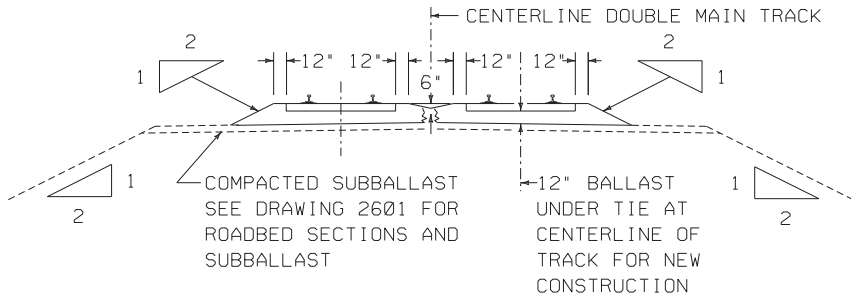 CENTERLINE DOUBLE MAIN TRACK
2
12" 12"
12" 12"
2
1
6"
1
1
2
COMPACTED SUBBALLAST
SEE DRAWING 2601 FOR
ROADBED SECTIONS AND
SUBBALLAST
12" BALLAST
UNDER TIE AT
CENTERLINE OF
TRACK FOR NEW
CONSTRUCTION
1
2